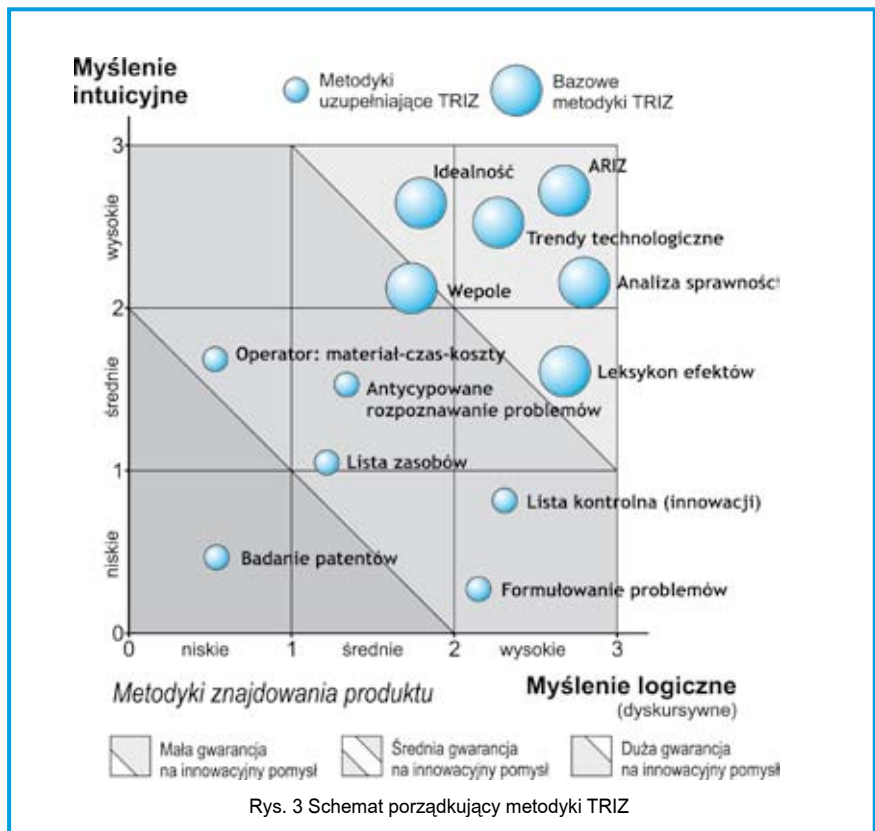 Myślenie
intuicyjne
Metodyki
uzupełniające TRIZ
Bazowe
metodyki TRIZ
3
wysokie
Idealność
ARIZ
Trendy technologiczne
Wepole
Analiza sprawności
2
średnie
Operator: materiał-czas-koszty
Antycypowane
rozpoznawanie problemów
Leksykon efektów
Lista zasobów
1
niskie
Lista kontrolna (innowacji)
Badanie patentów
Formułowanie problemów
0
0 niskie 1 średnie 2 wysokie 3
Metodyki znajdowania produktu
Myślenie logiczne
(dyskursywne)
Mała gwarancja
na innowacyjny pomysł
Średnia gwarancja
na innowacyjny pomysł
Duża gwarancja
na innowacyjny pomysł
Rys. 3 Schemat porządkujący metodyki TRIZ